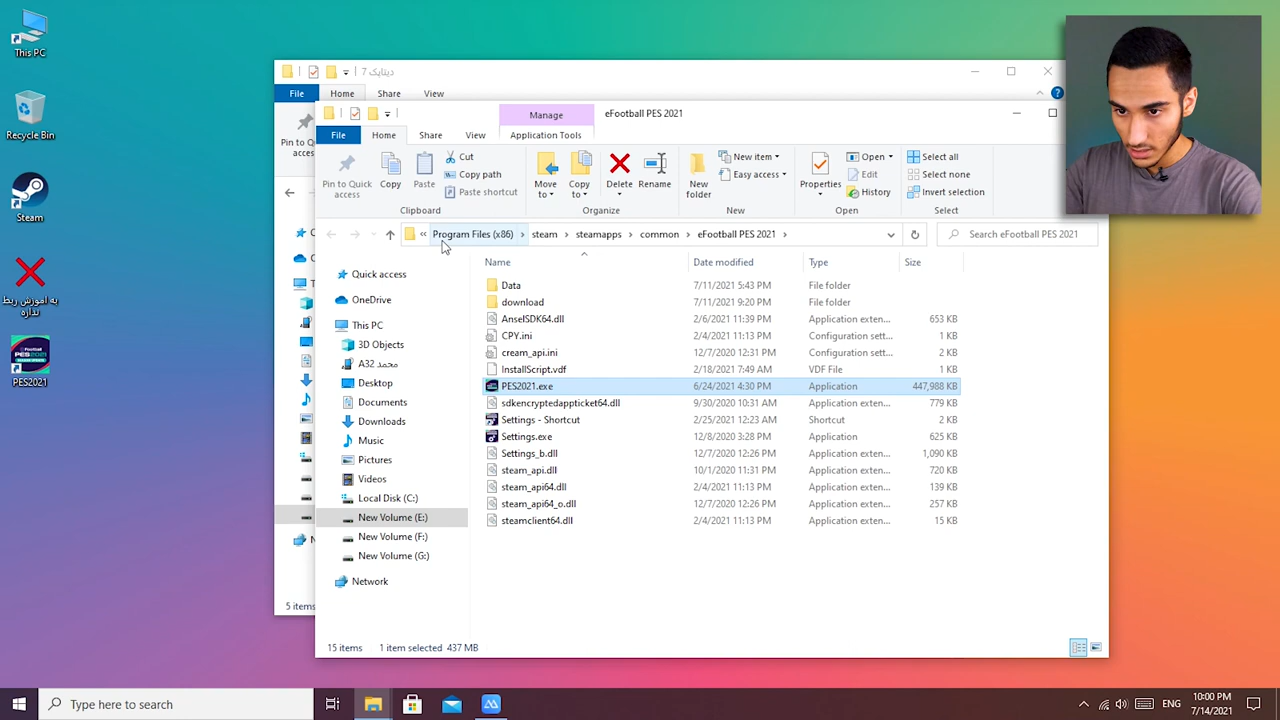 This PC
Recycle Bin
Steam
به آموزش ربط
نداره
PES2021
دیتاپک 7
File
Home
Share
View
Pin to Quick
access
5 items
Manage
eFootball PES 2021
File
Home
Share
View
Application Tools
Pin to Quick
access
Copy
Paste
Cut
Copy path
Paste shortcut
Clipboard
Move
to
Copy
to
Delete
Rename
Organize
New
folder
New item
Easy access
New
Properties
Open
Edit
History
Open
Select all
Select none
Invert selection
Select
« Program Files (x86) › steam › steamapps › common › eFootball PES 2021 ›
Search eFootball PES 2021
Quick access
OneDrive
This PC
3D Objects
محمد A32
Desktop
Documents
Downloads
Music
Pictures
Videos
Local Disk (C:)
New Volume (E:)
New Volume (F:)
New Volume (G:)
Network
Name Date modified Type Size
Data 7/11/2021 5:43 PM File folder
download 7/11/2021 9:20 PM File folder
AnselSDK64.dll 2/6/2021 11:39 PM Application exten... 653 KB
CPY.ini 2/4/2021 11:13 PM Configuration sett... 1 KB
cream_api.ini 12/7/2020 12:31 PM Configuration sett... 2 KB
InstallScript.vdf 2/18/2021 7:49 AM VDF File 1 KB
PES2021.exe 6/24/2021 4:30 PM Application 447,988 KB
sdkencryptedappticket64.dll 9/30/2020 10:31 AM Application exten... 779 KB
Settings - Shortcut 2/25/2021 12:23 AM Shortcut 2 KB
Settings.exe 12/8/2020 3:28 PM Application 625 KB
Settings_b.dll 12/7/2020 12:26 PM Application exten... 1,090 KB
steam_api.dll 10/1/2020 11:31 PM Application exten... 720 KB
steam_api64.dll 2/4/2021 11:13 PM Application exten... 139 KB
steam_api64_o.dll 12/7/2020 12:26 PM Application exten... 257 KB
steamclient64.dll 2/4/2021 11:13 PM Application exten... 15 KB
15 items 1 item selected 437 MB
Type here to search
ENG
10:00 PM
7/14/2021